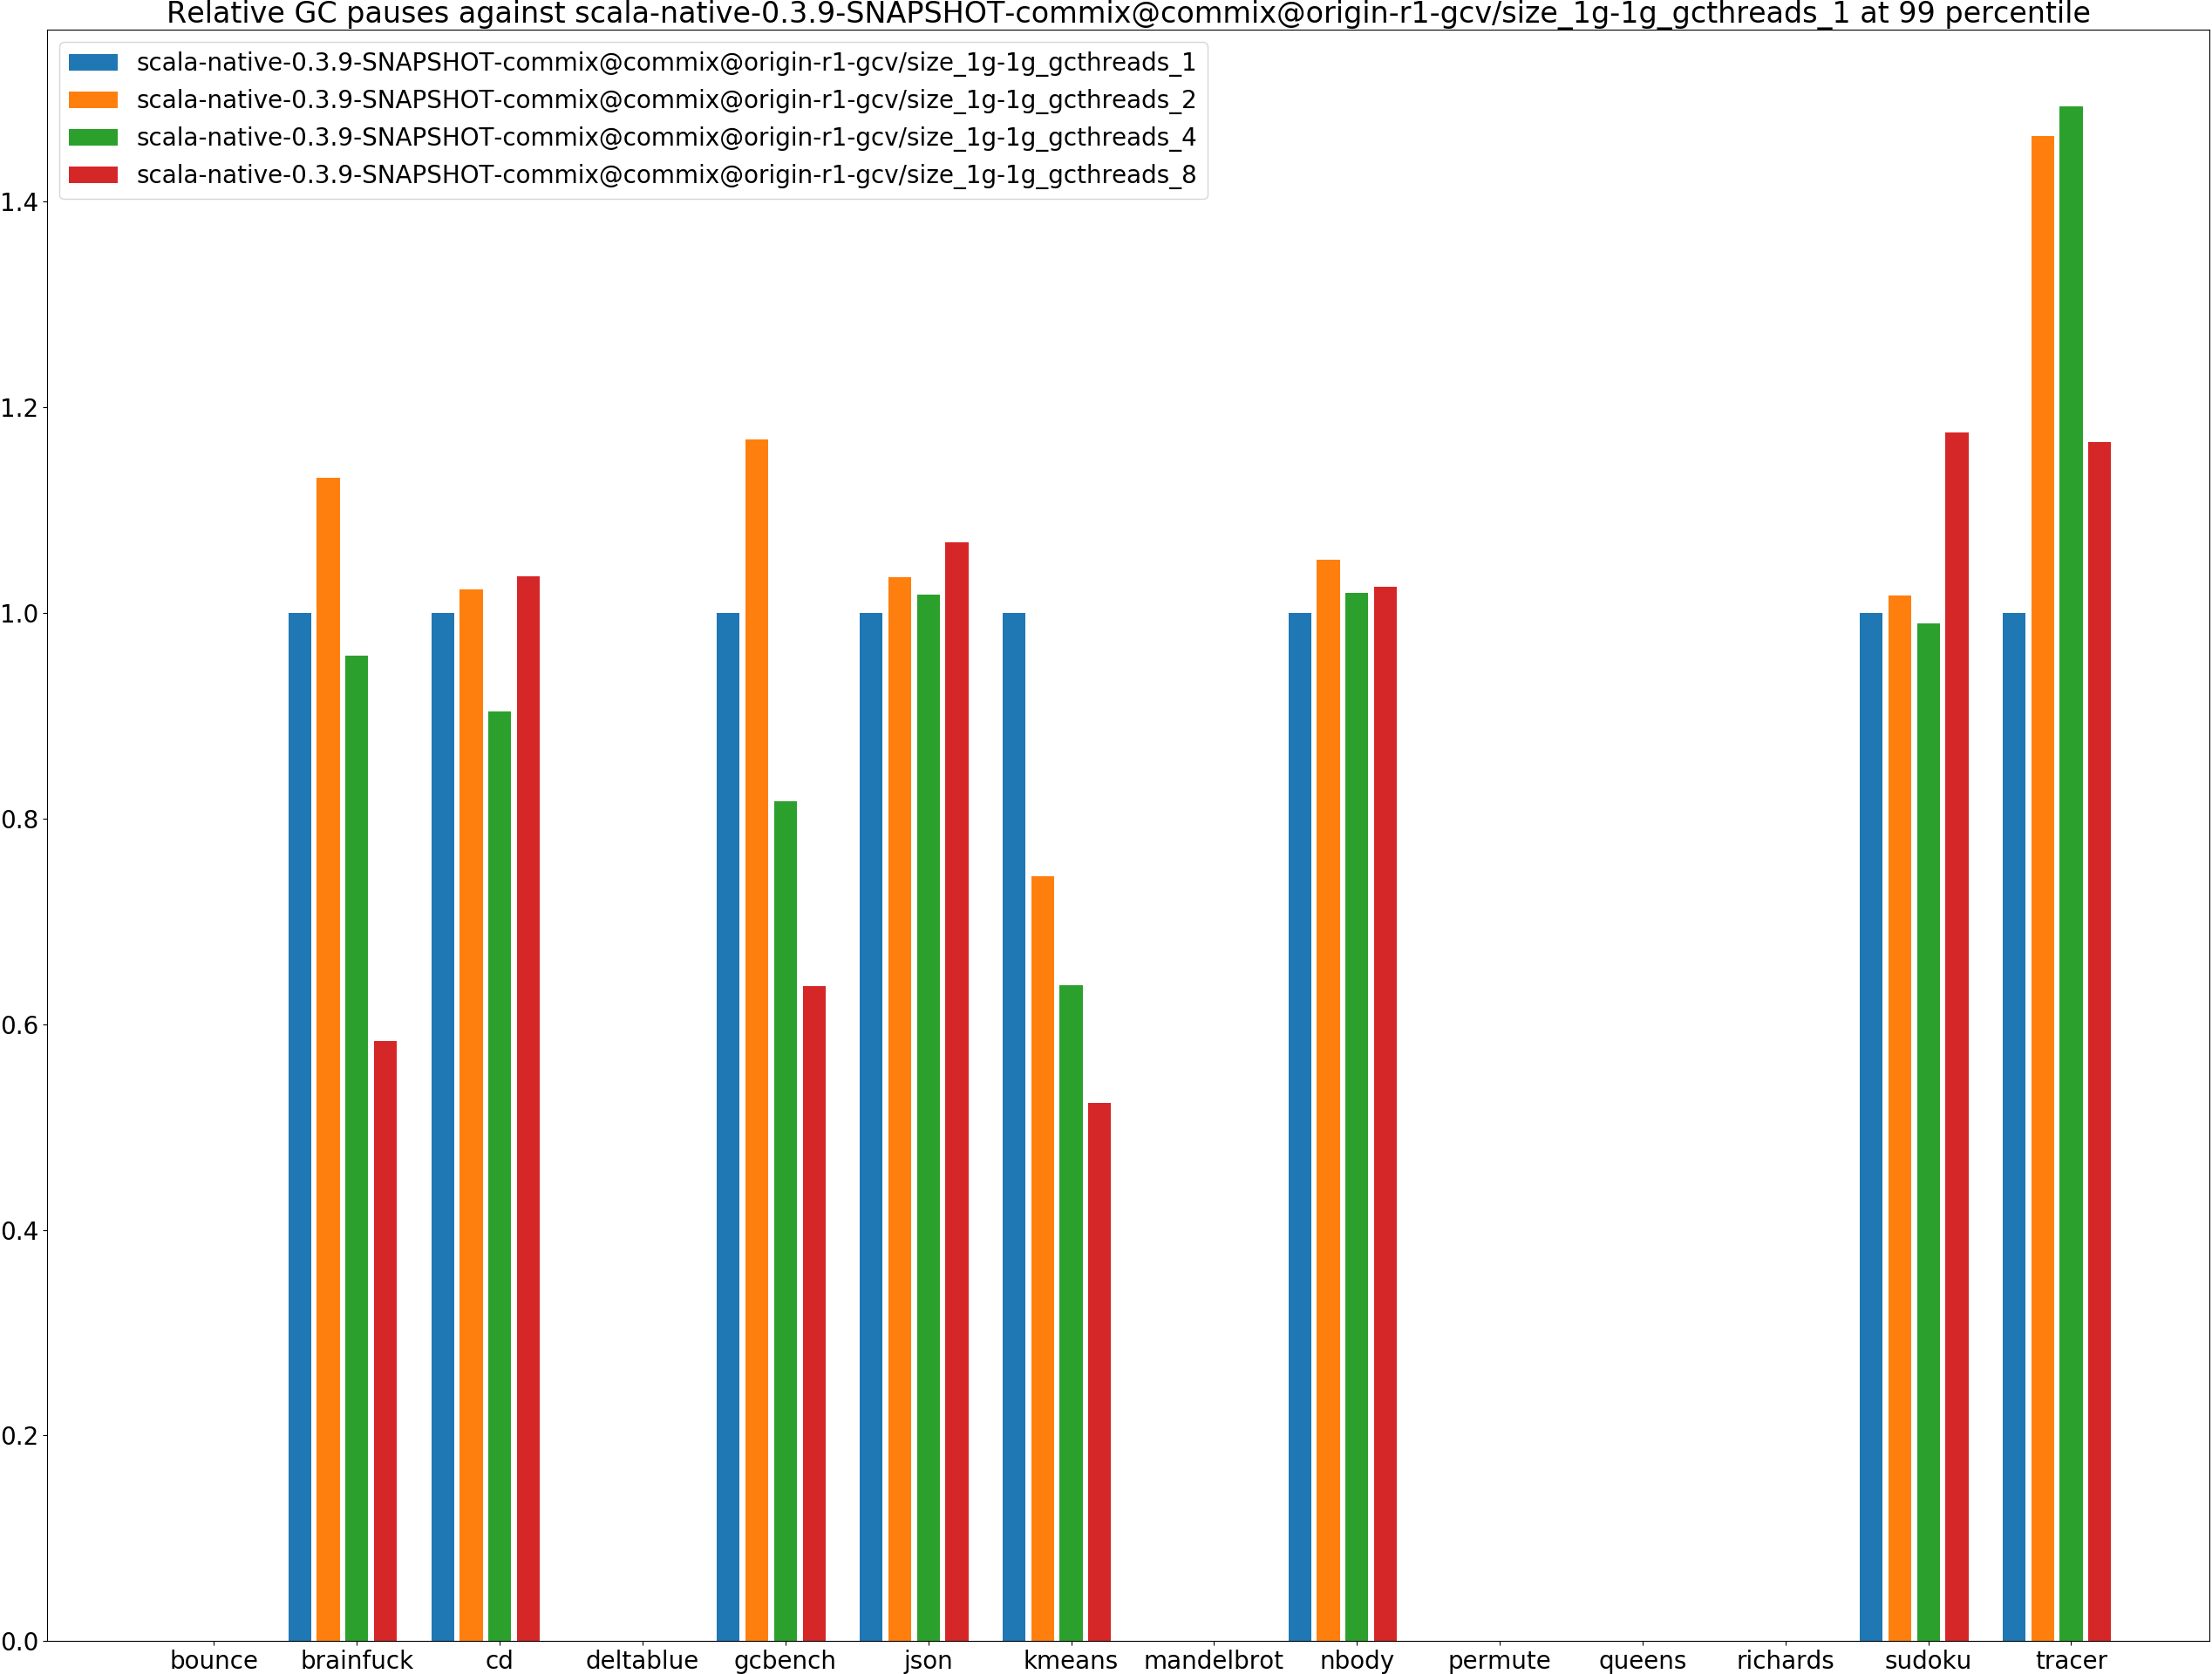 Relative GC pauses against scala-native-0.3.9-SNAPSHOT-commix@commix@origin-r1-gcv/size_1g-1g_gcthreads_1 at 99 percentile
scala-native-0.3.9-SNAPSHOT-commix@commix@origin-r1-gcv/size_1g-1g_gcthreads_1
scala-native-0.3.9-SNAPSHOT-commix@commix@origin-r1-gcv/size_1g-1g_gcthreads_2
scala-native-0.3.9-SNAPSHOT-commix@commix@origin-r1-gcv/size_1g-1g_gcthreads_4
scala-native-0.3.9-SNAPSHOT-commix@commix@origin-r1-gcv/size_1g-1g_gcthreads_8
1.4
1.2
1.0
0.8
0.6
0.4
0.2
0.0
bounce brainfuck cd deltablue gcbench json kmeans mandelbrot nbody permute queens richards sudoku tracer